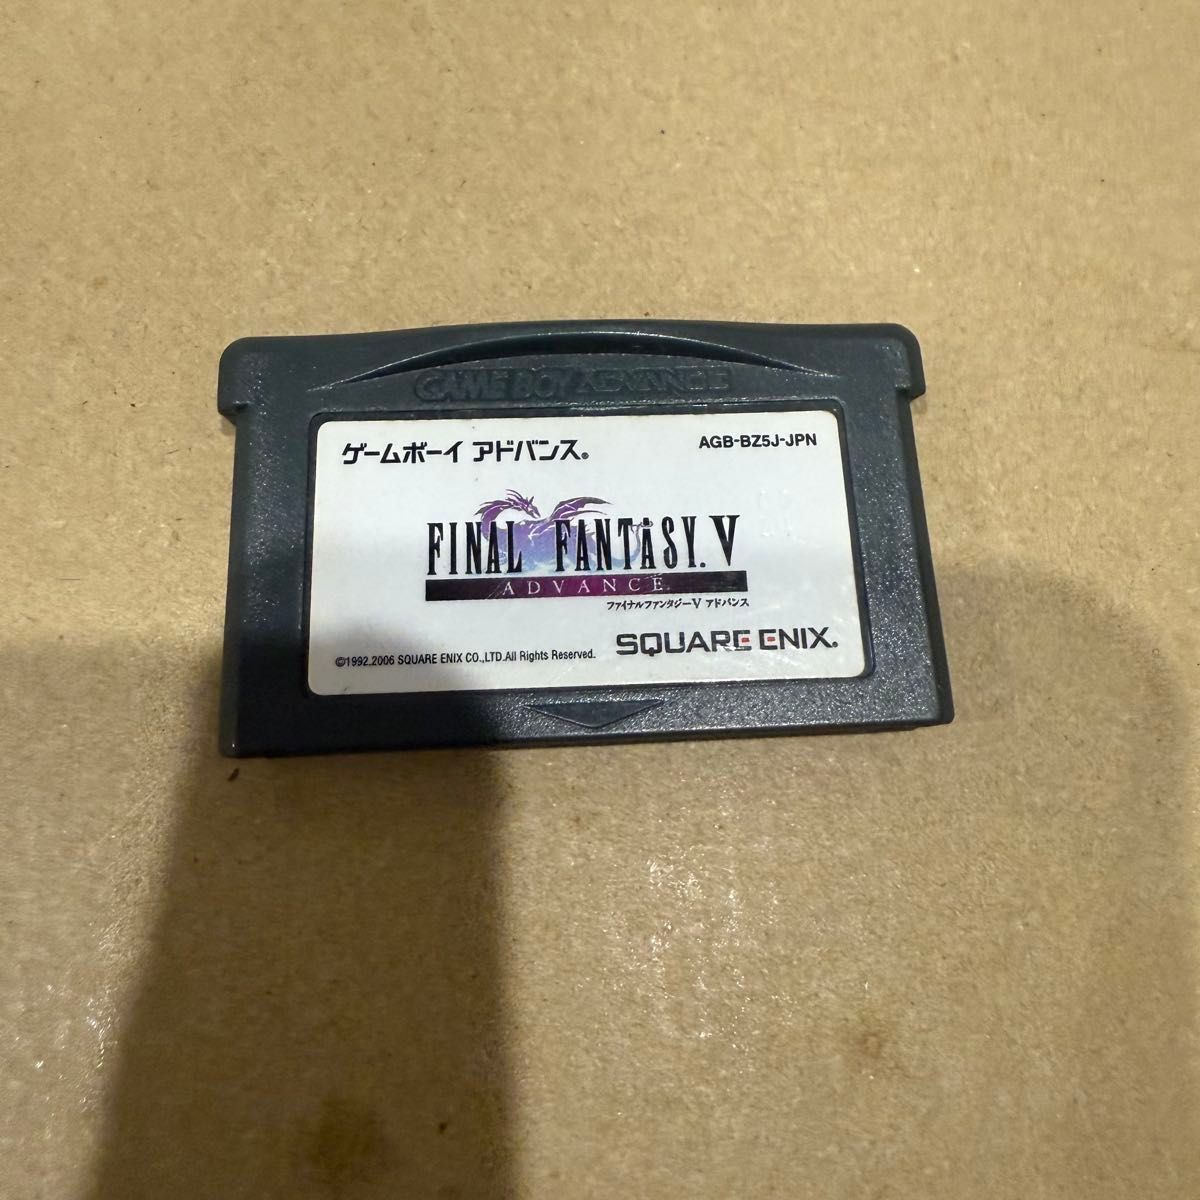 GAME BOY ADVANCE
ゲームボーイ アドバンス®
AGB-BZ5J-JPN
FINAL FANTASY. V
ADVANCE
ファイナルファンタジーV アドバンス
SQUARE ENIX.
©1992,2006 SQUARE ENIX CO.,LTD.All Rights Reserved.